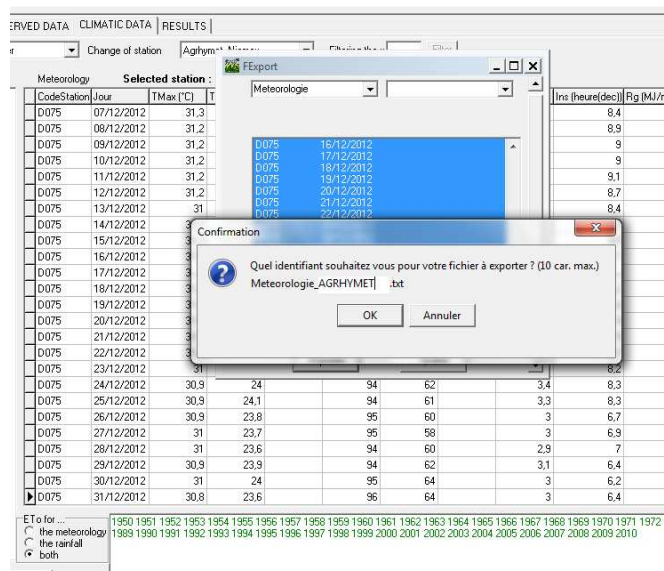 ERVED DATA CLIMATIC DATA RESULTS
Change of station Filtering the
FExport
Meteorologie
Meteorology Selected station :
CodeStation Jour TMax (°C) T Ins (heure(dec)) Rg (MJ/
D075 07/12/2012 31,3 8,4
D075 08/12/2012 31,2 8,9
D075 09/12/2012 31,2 9
D075 10/12/2012 31,2 9
D075 11/12/2012 31,2 9,1
D075 12/12/2012 31,2 8,7
D075 13/12/2012 31 8,4
D075 14/12/2012
D075 15/12/2012
D075 16/12/2012
D075 17/12/2012
D075 18/12/2012
D075 19/12/2012
D075 20/12/2012
D075 21/12/2012
D075 22/12/2012
D075 23/12/2012 31 8,2
D075 24/12/2012 30,9 24 94 62 3,4 8,3
D075 25/12/2012 30,9 24,1 94 61 3,3 8,3
D075 26/12/2012 30,9 23,8 95 60 3 6,7
D075 27/12/2012 31 23,7 95 58 3 6,9
D075 28/12/2012 31 23,6 94 60 2,9 7
D075 29/12/2012 30,9 23,9 94 62 3,1 6,4
D075 30/12/2012 31 24 95 64 3 6,2
D075 31/12/2012 30,8 23,6 96 64 3 6,4
D075 16/12/2012
D075 17/12/2012
D075 18/12/2012
D075 19/12/2012
D075 20/12/2012
D075 21/12/2012
D075 22/12/2012
Confirmation
Quel identifiant souhaitez vous pour votre fichier à exporter ? (10 car. max.)
Meteorologie_AGRHYMET .txt
OK Annuler
ETo for ...
the meteorology
the rainfall
both
1950 1951 1952 1953 1954 1955 1956 1957 1958 1959 1960 1961 1962 1963 1964 1965 1966 1967 1968 1969 1970 1971 1972
1989 1990 1991 1992 1993 1994 1995 1996 1997 1998 1999 2000 2001 2002 2003 2004 2005 2006 2007 2008 2009 2010